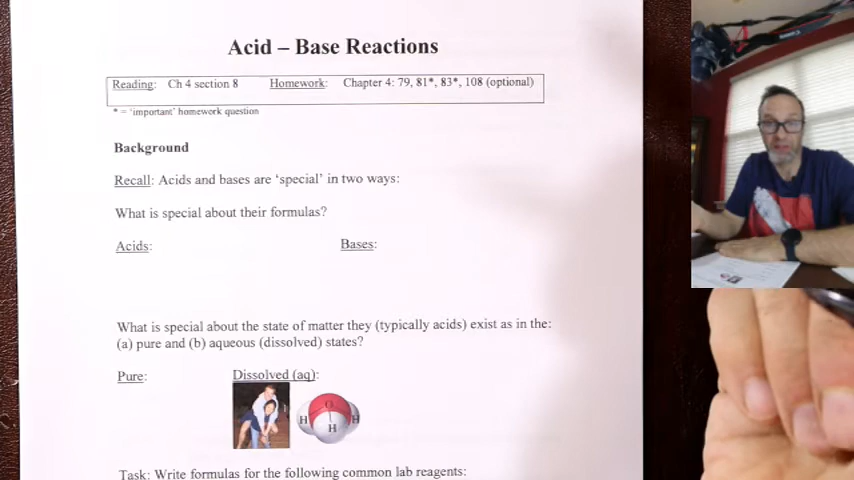 Acid – Base Reactions
Reading: Ch 4 section 8 Homework: Chapter 4: 79, 81*, 83*, 108 (optional)
* = ‘important’ homework question
Background
Recall: Acids and bases are ‘special’ in two ways:
What is special about their formulas?
Acids: Bases:
What is special about the state of matter they (typically acids) exist as in the:
(a) pure and (b) aqueous (dissolved) states?
Pure: Dissolved (aq):
O
H H
H
Task: Write formulas for the following common lab reagents: